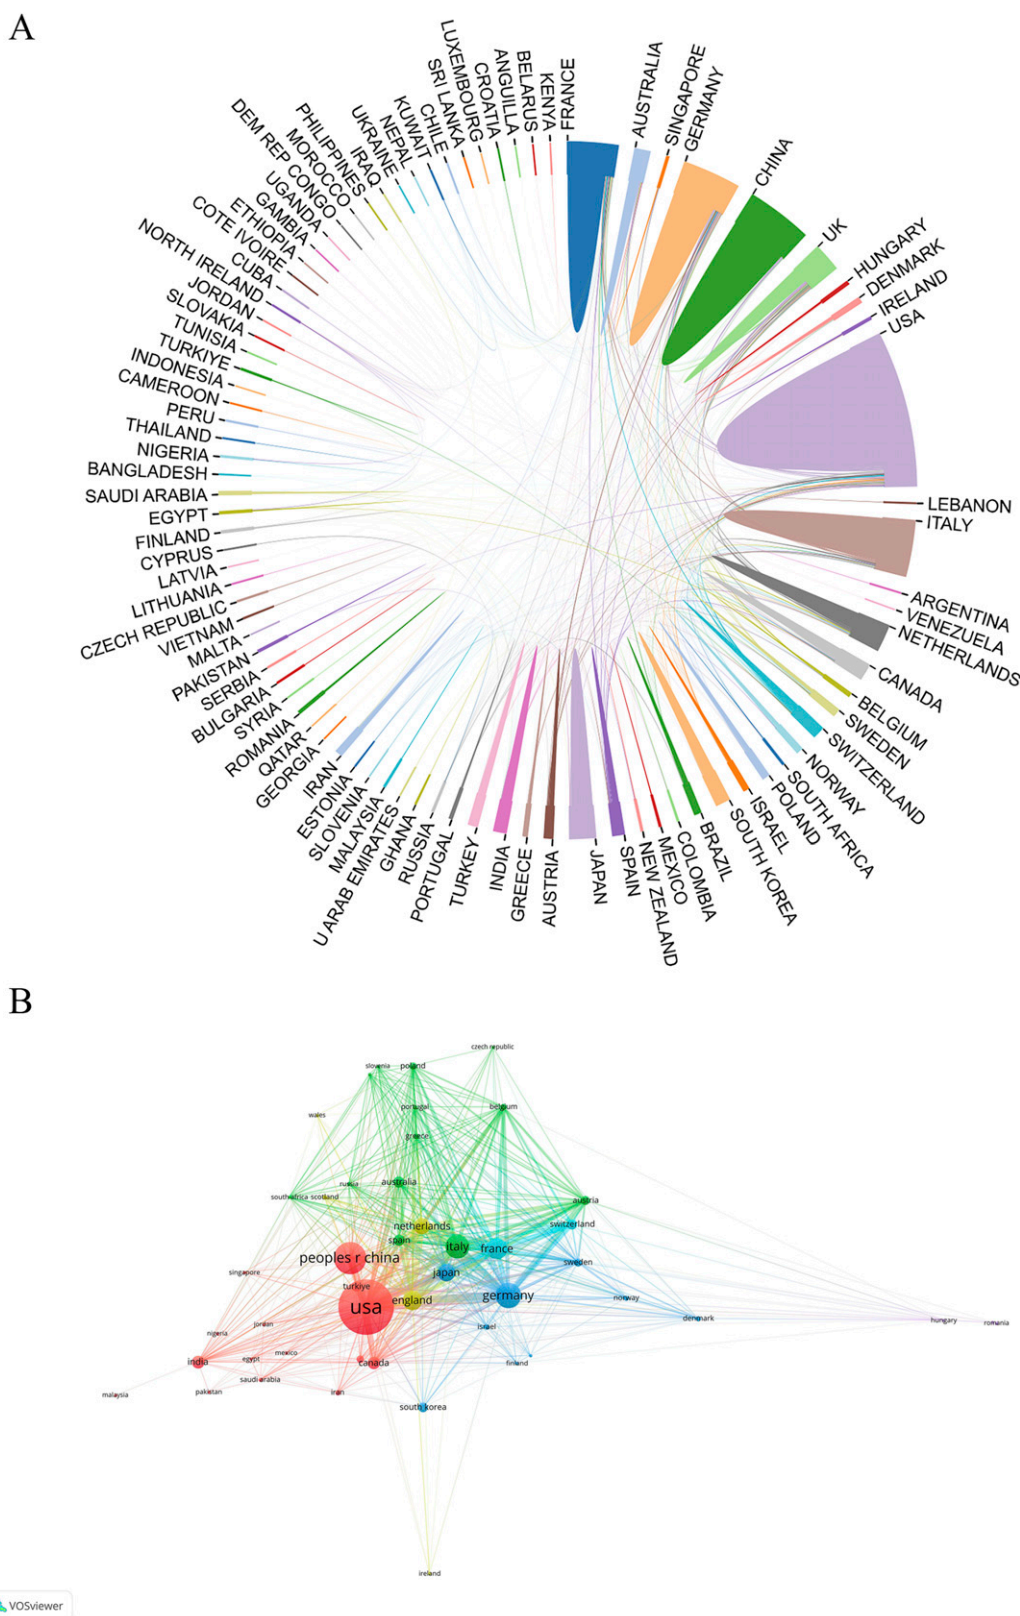 A
FRANCE
AUSTRALIA
SINGAPORE
GERMANY
CHINA
UK
HUNGARY
DENMARK
IRELAND
USA
LEBANON
ITALY
ARGENTINA
VENEZUELA
NETHERLANDS
CANADA
BELGIUM
SWEDEN
SWITZERLAND
NORWAY
SOUTH AFRICA
POLAND
ISRAEL
SOUTH KOREA
BRAZIL
COLOMBIA
MEXICO
NEW ZEALAND
SPAIN
JAPAN
AUSTRIA
GREECE
INDIA
TURKEY
PORTUGAL
RUSSIA
GHANA
U ARAB EMIRATES
MALAYSIA
SLOVENIA
ESTONIA
IRAN
GEORGIA
QATAR
ROMANIA
SYRIA
BULGARIA
SERBIA
PAKISTAN
MALTA
VIETNAM
CZECH REPUBLIC
LITHUANIA
LATVIA
CYPRUS
FINLAND
EGYPT
SAUDI ARABIA
BANGLADESH
NIGERIA
THAILAND
PERU
CAMEROON
INDONESIA
TURKIYE
TUNISIA
SLOVAKIA
JORDAN
NORTH IRELAND
CUBA
COTE IVOIRE
ETHIOPIA
GAMBIA
UGANDA
DEM REP CONGO
MOROCCO
PHILIPPINES
IRAQ
UKRAINE
NEPAL
KUWAIT
CHILE
SRI LANKA
LUXEMBOURG
CROATIA
ANGUILLA
BELARUS
KENYA
B
czech republic
slovenia
poland
portugal
belgium
wales
greece
russia
australia
south africa
scotland
austria
netherlands
switzerland
spain
italy
france
peoples r china
sweden
singapore
japan
turkiye
usa
england
germany
norway
denmark
hungary
romania
jordan
israel
nigeria
mexico
india
egypt
canada
finland
saudi arabia
malaysia
pakistan
iran
south korea
ireland
VOSviewer